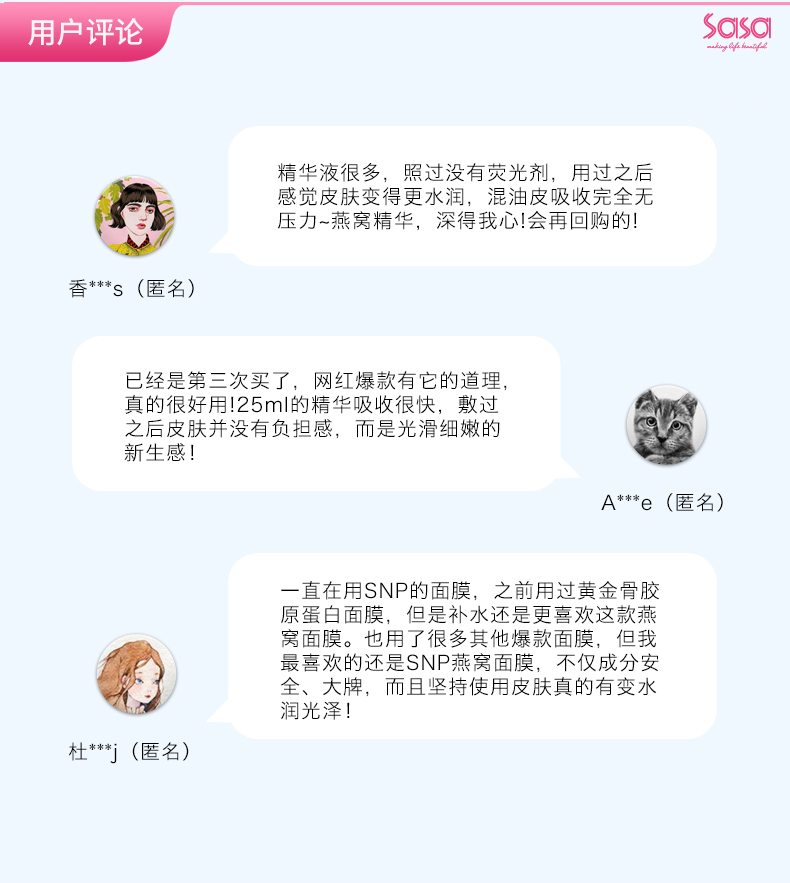 用户评论
Sasa
making life beautiful
精华液很多，照过没有荧光剂，用过之后
感觉皮肤变得更水润，混油皮吸收完全无
压力~燕窝精华，深得我心!会再回购的!
香***s（匿名）
已经是第三次买了，网红爆款有它的道理，
真的很好用!25ml的精华吸收很快，敷过
之后皮肤并没有负担感，而是光滑细嫩的
新生感！
A***e（匿名）
一直在用SNP的面膜，之前用过黄金骨胶
原蛋白面膜，但是补水还是更喜欢这款燕
窝面膜。也用了很多其他爆款面膜，但我
最喜欢的还是SNP燕窝面膜，不仅成分安
全、大牌，而且坚持使用皮肤真的有变水
润光泽！
杜***j（匿名）